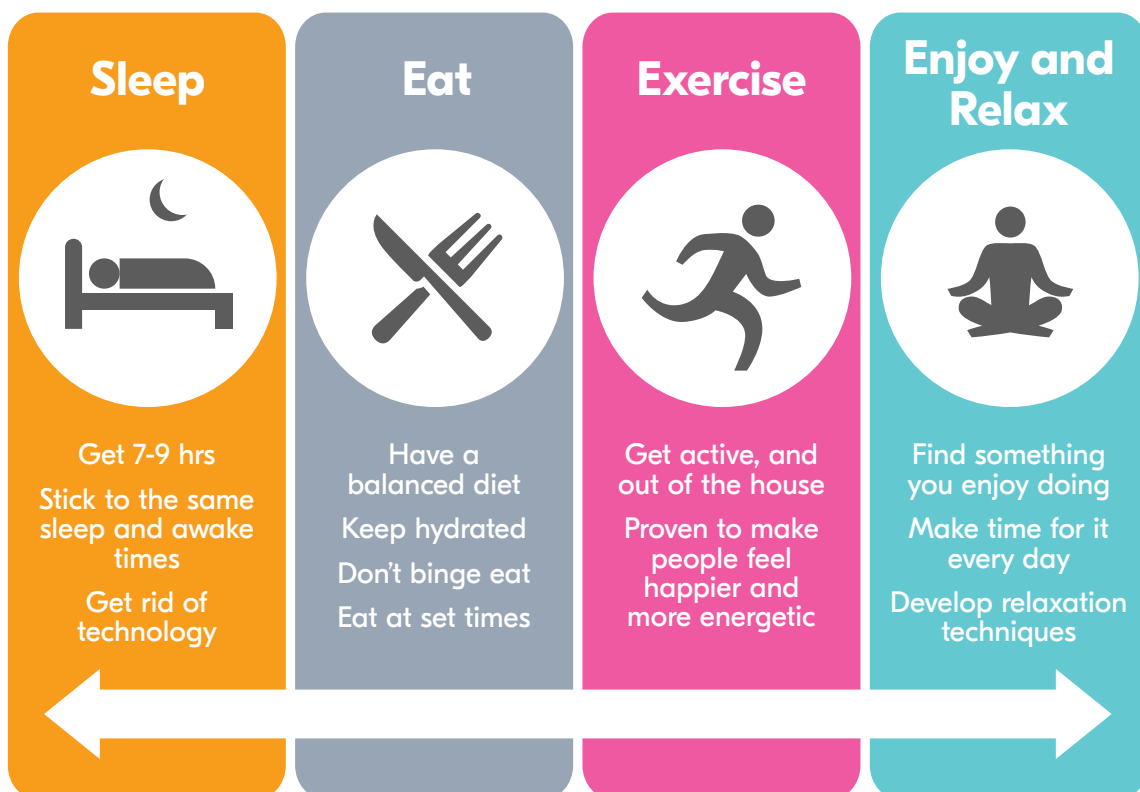 Sleep
Get 7-9 hrs
Stick to the same
sleep and awake
times
Get rid of
technology
Eat
Have a
balanced diet
Keep hydrated
Don’t binge eat
Eat at set times
Exercise
Get active, and
out of the house
Proven to make
people feel
happier and
more energetic
Enjoy and
Relax
Find something
you enjoy doing
Make time for it
every day
Develop relaxation
techniques